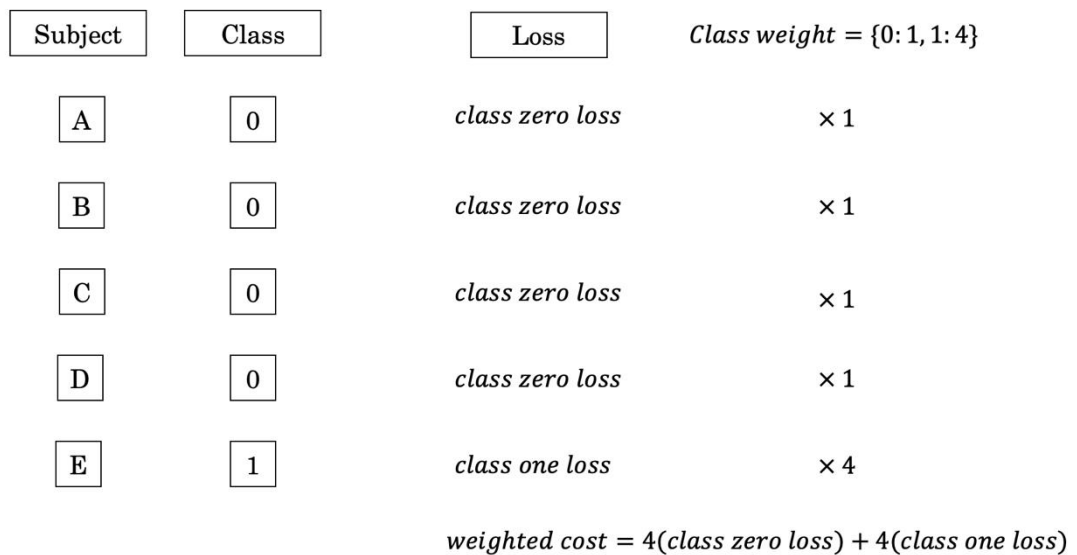 Subject Class Loss Class weight = {0: 1, 1: 4}
A 0 class zero loss × 1
B 0 class zero loss × 1
C 0 class zero loss × 1
D 0 class zero loss × 1
E 1 class one loss × 4
weighted cost = 4(class zero loss) + 4(class one loss)